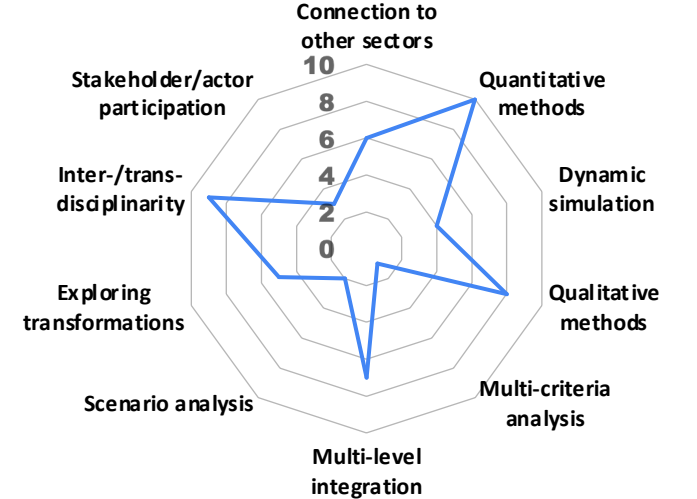 Connection to
other sectors
10
8
6
4
2
0
Quantitative
methods
Dynamic
simulation
Qualitative
methods
Multi-criteria
analysis
Multi-level
integration
Scenario analysis
Exploring
transformations
Inter-/trans-
disciplinarity
Stakeholder/actor
participation